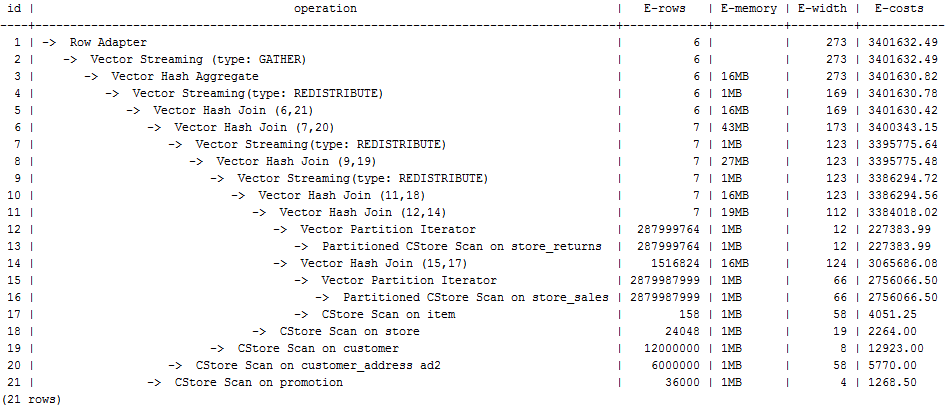 id |                                  operation                                   |   E-rows   | E-memory | E-width |  E-costs
----+------------------------------------------------------------------------------+------------+----------+---------+------------
  1 | ->  Row Adapter                                                              |          6 |          |     273 | 3401632.49
  2 |    ->  Vector Streaming (type: GATHER)                                       |          6 |          |     273 | 3401632.49
  3 |       ->  Vector Hash Aggregate                                              |          6 | 16MB     |     273 | 3401630.82
  4 |          ->  Vector Streaming(type: REDISTRIBUTE)                            |          6 | 1MB      |     169 | 3401630.78
  5 |             ->  Vector Hash Join (6,21)                                      |          6 | 16MB     |     169 | 3401630.42
  6 |                ->  Vector Hash Join (7,20)                                   |          7 | 43MB     |     173 | 3400343.15
  7 |                   ->  Vector Streaming(type: REDISTRIBUTE)                   |          7 | 1MB      |     123 | 3395775.64
  8 |                      ->  Vector Hash Join (9,19)                             |          7 | 27MB     |     123 | 3395775.48
  9 |                         ->  Vector Streaming(type: REDISTRIBUTE)             |          7 | 1MB      |     123 | 3386294.72
 10 |                            ->  Vector Hash Join (11,18)                      |          7 | 16MB     |     123 | 3386294.56
 11 |                               ->  Vector Hash Join (12,14)                   |          7 | 19MB     |     112 | 3384018.02
 12 |                                  ->  Vector Partition Iterator               |  287999764 | 1MB      |      12 | 227383.99
 13 |                                     ->  Partitioned CStore Scan on store_returns |  287999764 | 1MB      |      12 | 227383.99
 14 |                                  ->  Vector Hash Join (15,17)                |    1516824 | 16MB     |     124 | 3065686.08
 15 |                                     ->  Vector Partition Iterator            | 2879987999 | 1MB      |      66 | 2756066.50
 16 |                                        ->  Partitioned CStore Scan on store_sales | 2879987999 | 1MB      |      66 | 2756066.50
 17 |                                     ->  CStore Scan on item                  |        158 | 1MB      |      58 | 4051.25
 18 |                               ->  CStore Scan on store                       |      24048 | 1MB      |      19 | 2264.00
 19 |                         ->  CStore Scan on customer                          |   12000000 | 1MB      |       8 | 12923.00
 20 |                   ->  CStore Scan on customer_address ad2                    |    6000000 | 1MB      |      58 | 5770.00
 21 |                ->  CStore Scan on promotion                                  |      36000 | 1MB      |       4 | 1268.50
(21 rows)